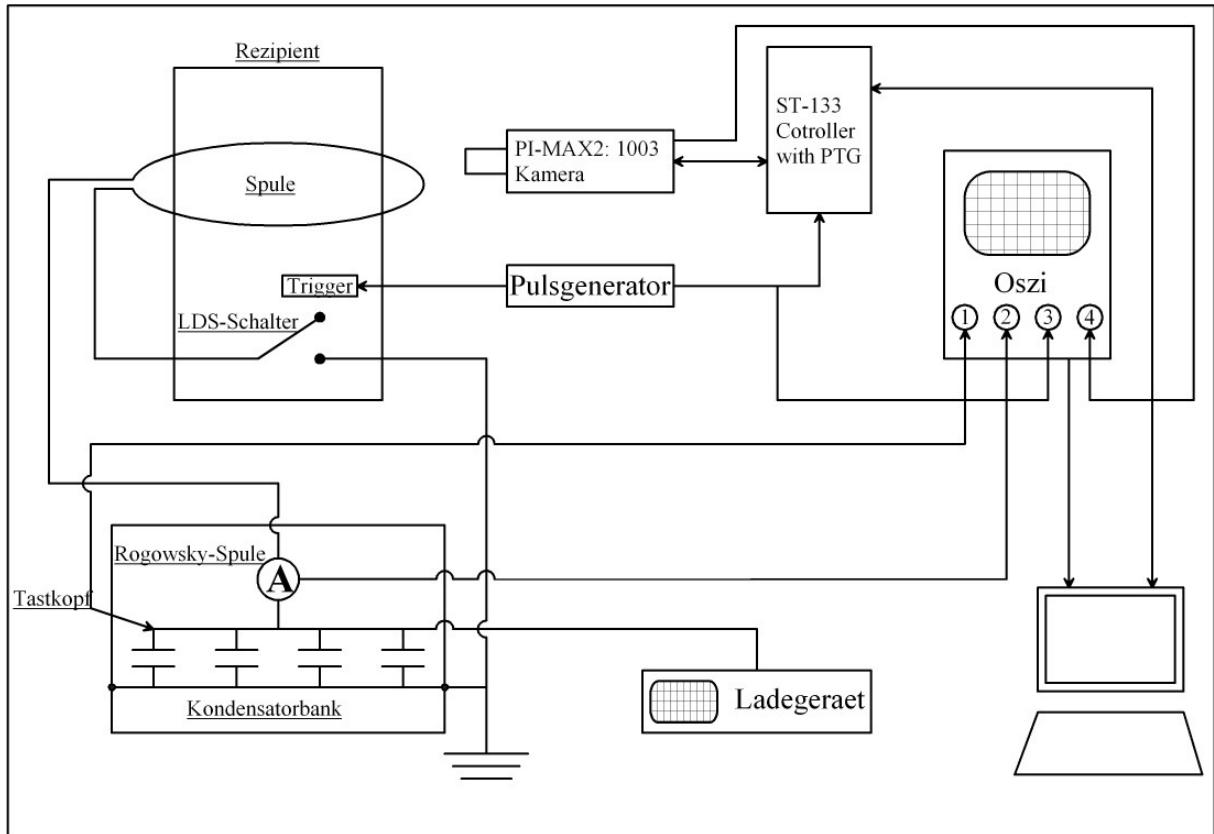 Rezipient
Spule
Trigger
LDS-Schalter
PI-MAX2: 1003
Kamera
ST-133
Cotroller
with PTG
Pulsgenerator
Oszi
1 2 3 4
Rogowsky-Spule
A
Tastkopf
Kondensatorbank
Ladegeraet